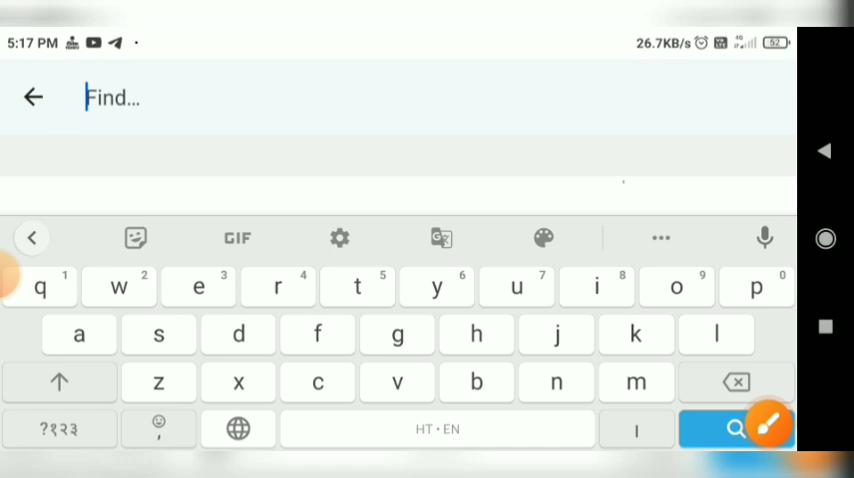 5:17 PM 26.7KB/s 4G 52
Find...
GIF
q 1 w 2 e 3 r 4 t 5 y 6 u 7 i 8 o 9 p 0
a s d f g h j k l
z x c v b n m
?१२३ , HT • EN ।